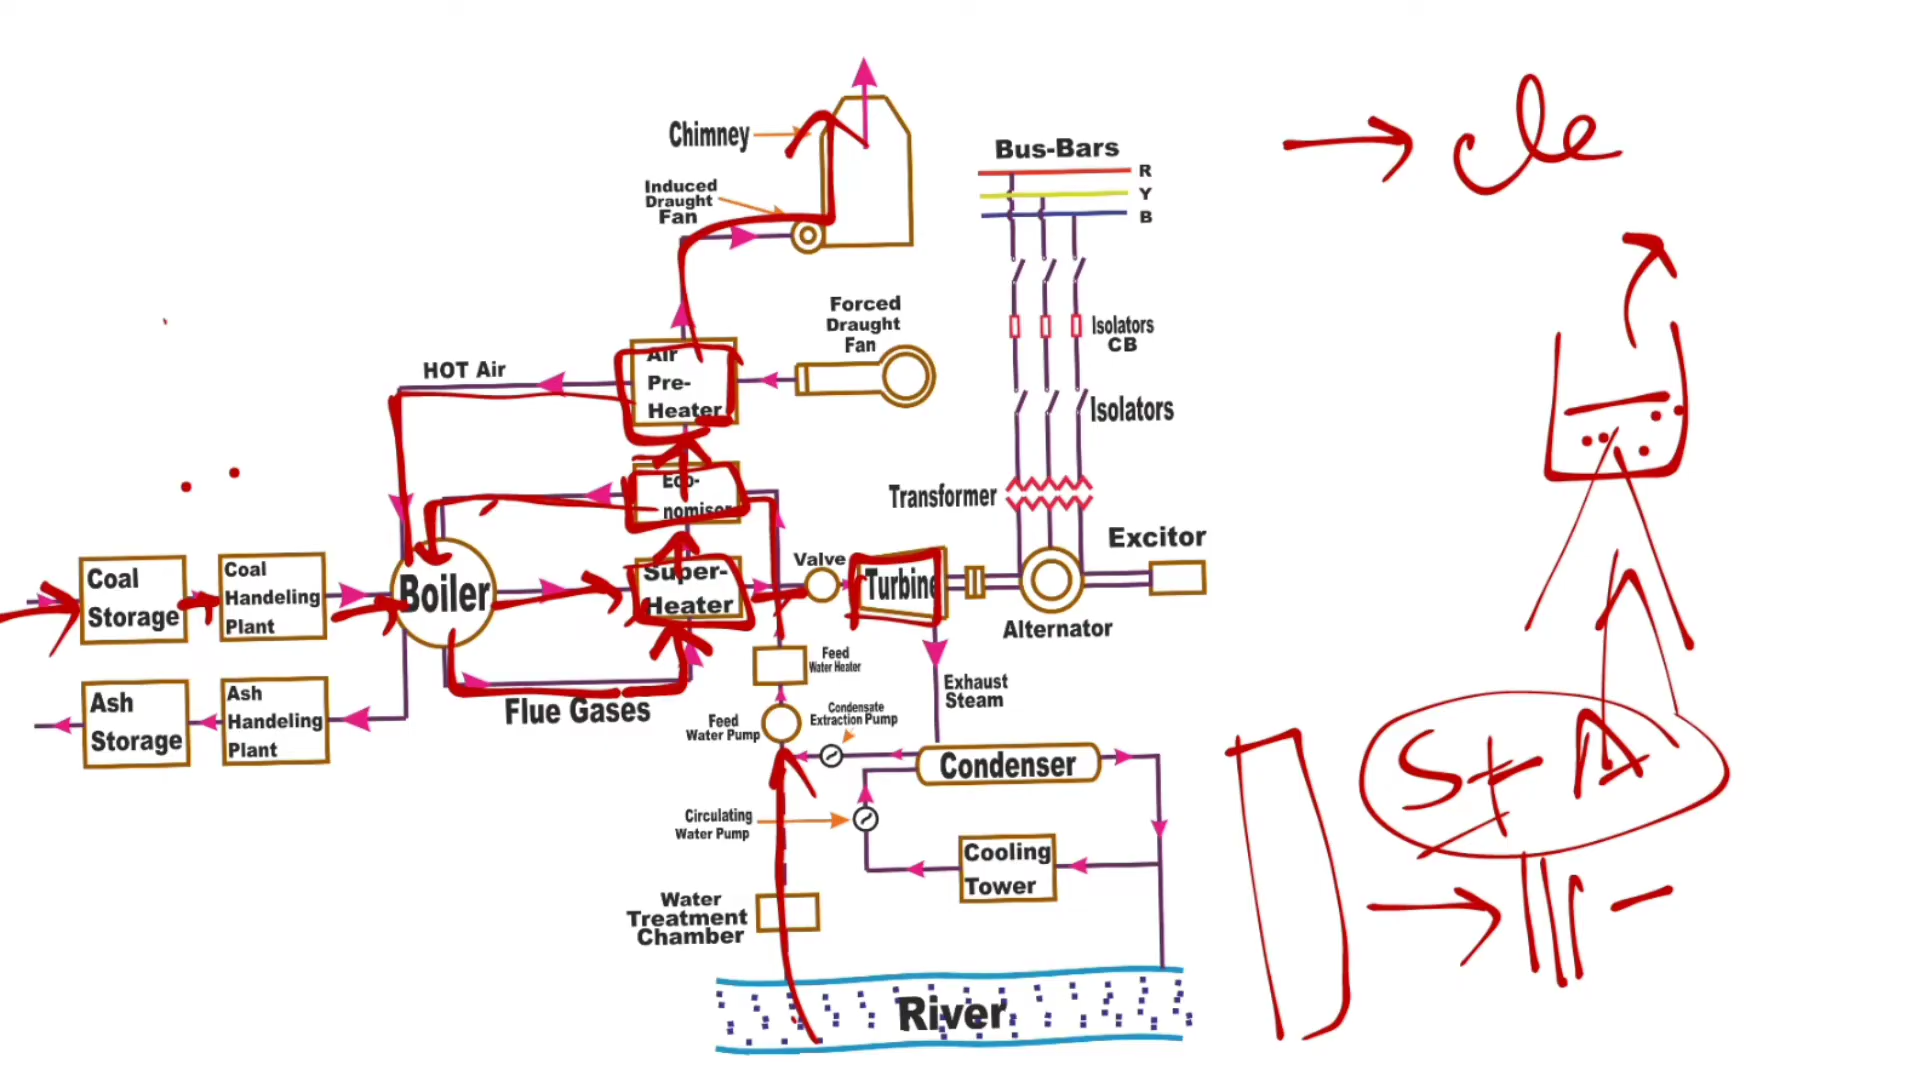 Chimney
Induced
Draught
Fan
Bus-Bars
R
Y
B
Forced
Draught
Fan
Isolators
CB
HOT Air
Air
Pre-
Heater
Isolators
Eco-
nomiser
Transformer
Excitor
Valve
Coal
Storage
Coal
Handeling
Plant
Boiler
Super-
Heater
Turbine
Alternator
Feed
Water Heater
Exhaust
Steam
Ash
Storage
Ash
Handeling
Plant
Flue Gases
Feed
Water Pump
Condensate
Extraction Pump
Condenser
Circulating
Water Pump
Cooling
Tower
Water
Treatment
Chamber
River
S + A